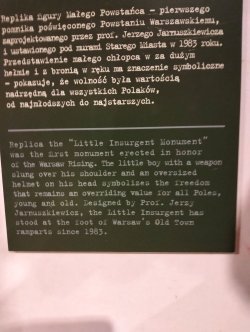 Replika figury Małego Powstańca - pierwszego
pomnika poświęconego Powstaniu Warszawskiemu,
zaprojektowanego przez prof. Jerzego Jarnuszkiewicza
i ustawionego pod murami Starego Miasta w 1983 roku.
Przedstawienie małego chłopca w za dużym
hełmie i z bronią w ręku ma znaczenie symboliczne
- pokazuje, że wolność była wartością
nadrzędną dla wszystkich Polaków,
od najmłodszych do najstarszych.
Replica the "Little Insurgent Monument"
was the first monument erected in honor
of the Warsaw Rising. The little boy with a weapon
slung over his shoulder and an oversized
helmet on his head symbolizes the freedom
that remains an overriding value for all Poles,
young and old. Designed by Prof. Jerzy
Jarnuszkiewicz, the Little Insurgent has
stood at the foot of Warsaw's Old Town
ramparts since 1983.